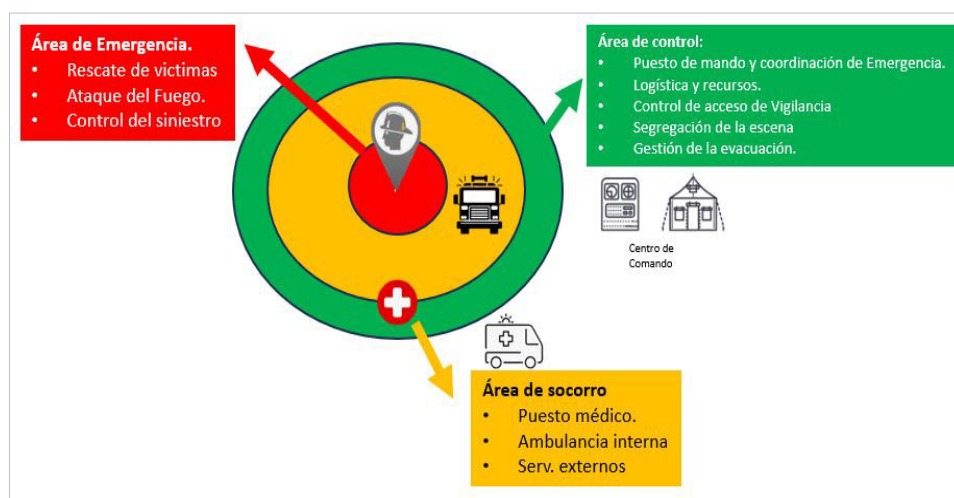 Área de Emergencia.
• Rescate de victimas
• Ataque del Fuego.
• Control del siniestro
Área de control:
• Puesto de mando y coordinación de Emergencia.
• Logística y recursos.
• Control de acceso de Vigilancia
• Segregación de la escena
• Gestión de la evacuación.
Centro de
Comando
Área de socorro
• Puesto médico.
• Ambulancia interna
• Serv. externos